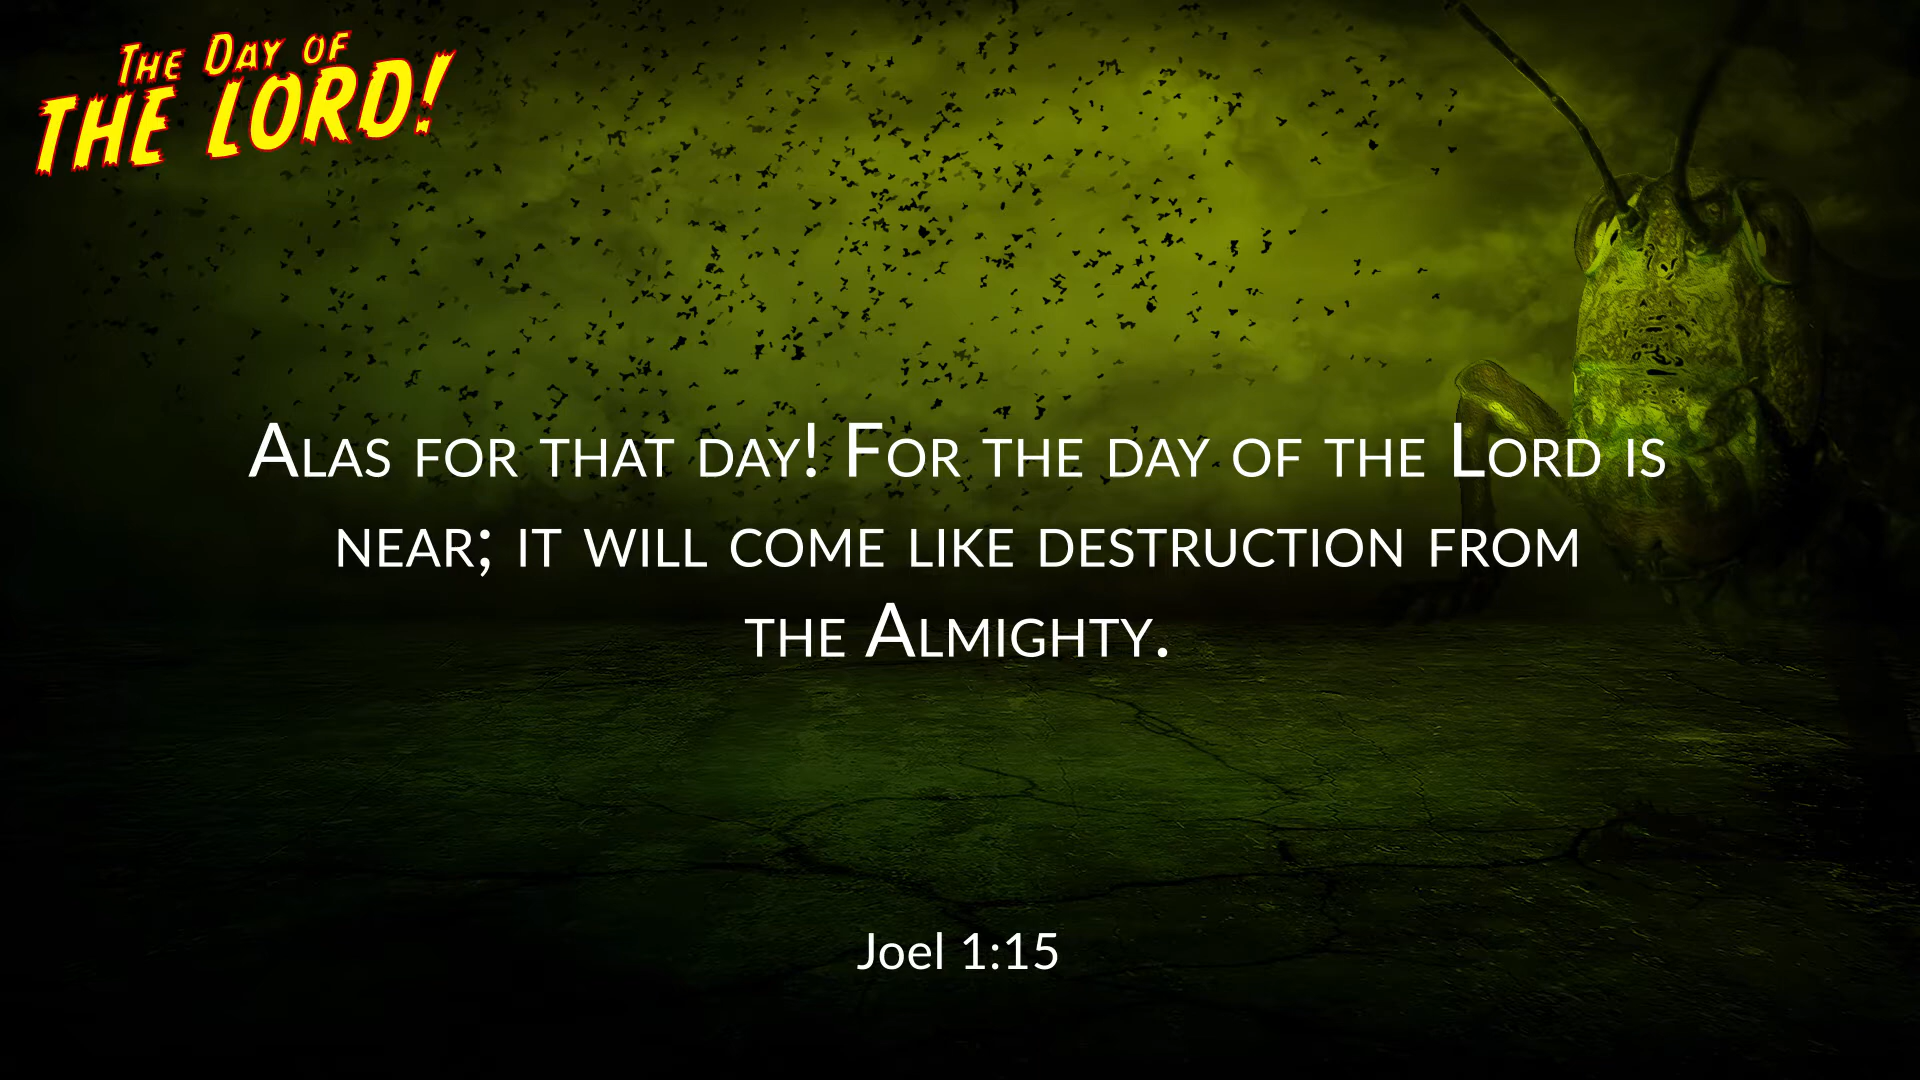 The Day of
THE LORD!
Alas for that day! For the day of the Lord is
near; it will come like destruction from
the Almighty.
Joel 1:15